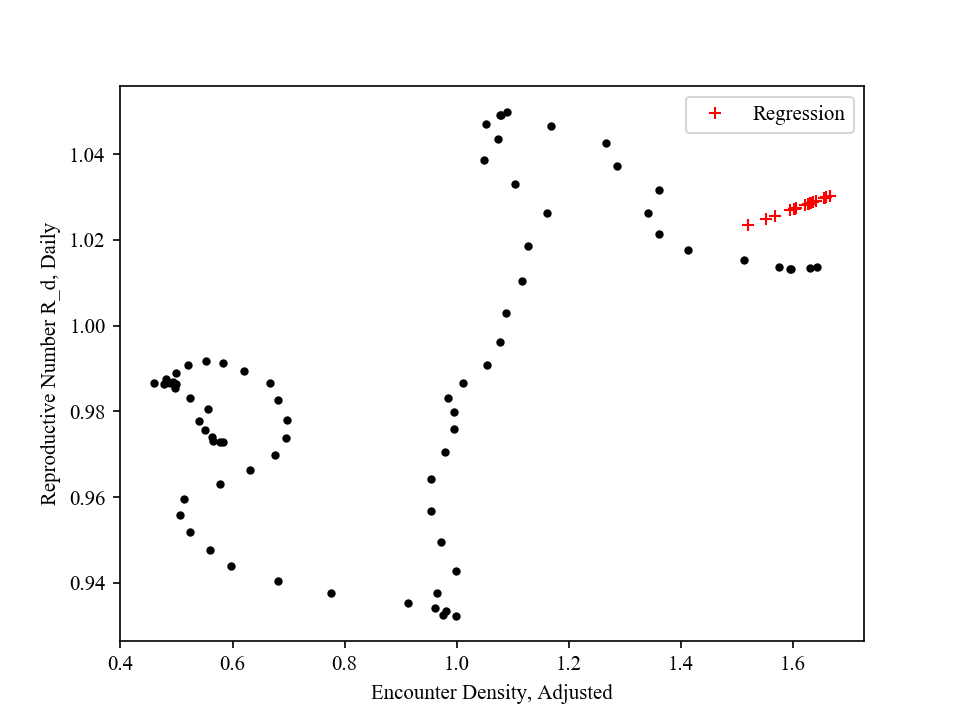 Regression
1.04
1.02
1.00
0.98
0.96
0.94
Reproductive Number R_d, Daily
0.4 0.6 0.8 1.0 1.2 1.4 1.6
Encounter Density, Adjusted